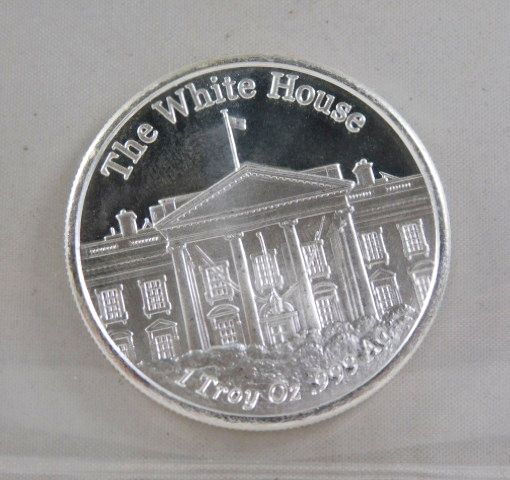 The White House
1 Troy Oz .999 Ag